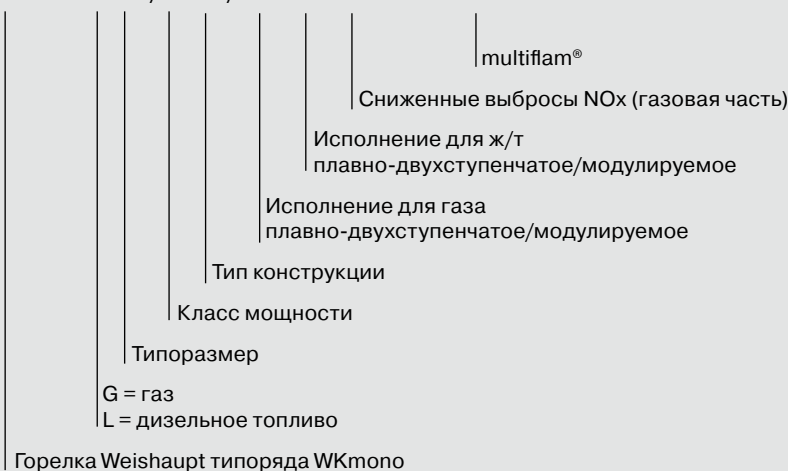 multiflam®
Сниженные выбросы NOx (газовая часть)
Исполнение для ж/т
плавно-двухступенчатое/модулируемое
Исполнение для газа
плавно-двухступенчатое/модулируемое
Тип конструкции
Класс мощности
Типоразмер
G = газ
L = дизельное топливо
Горелка Weishaupt типоряда WKmono